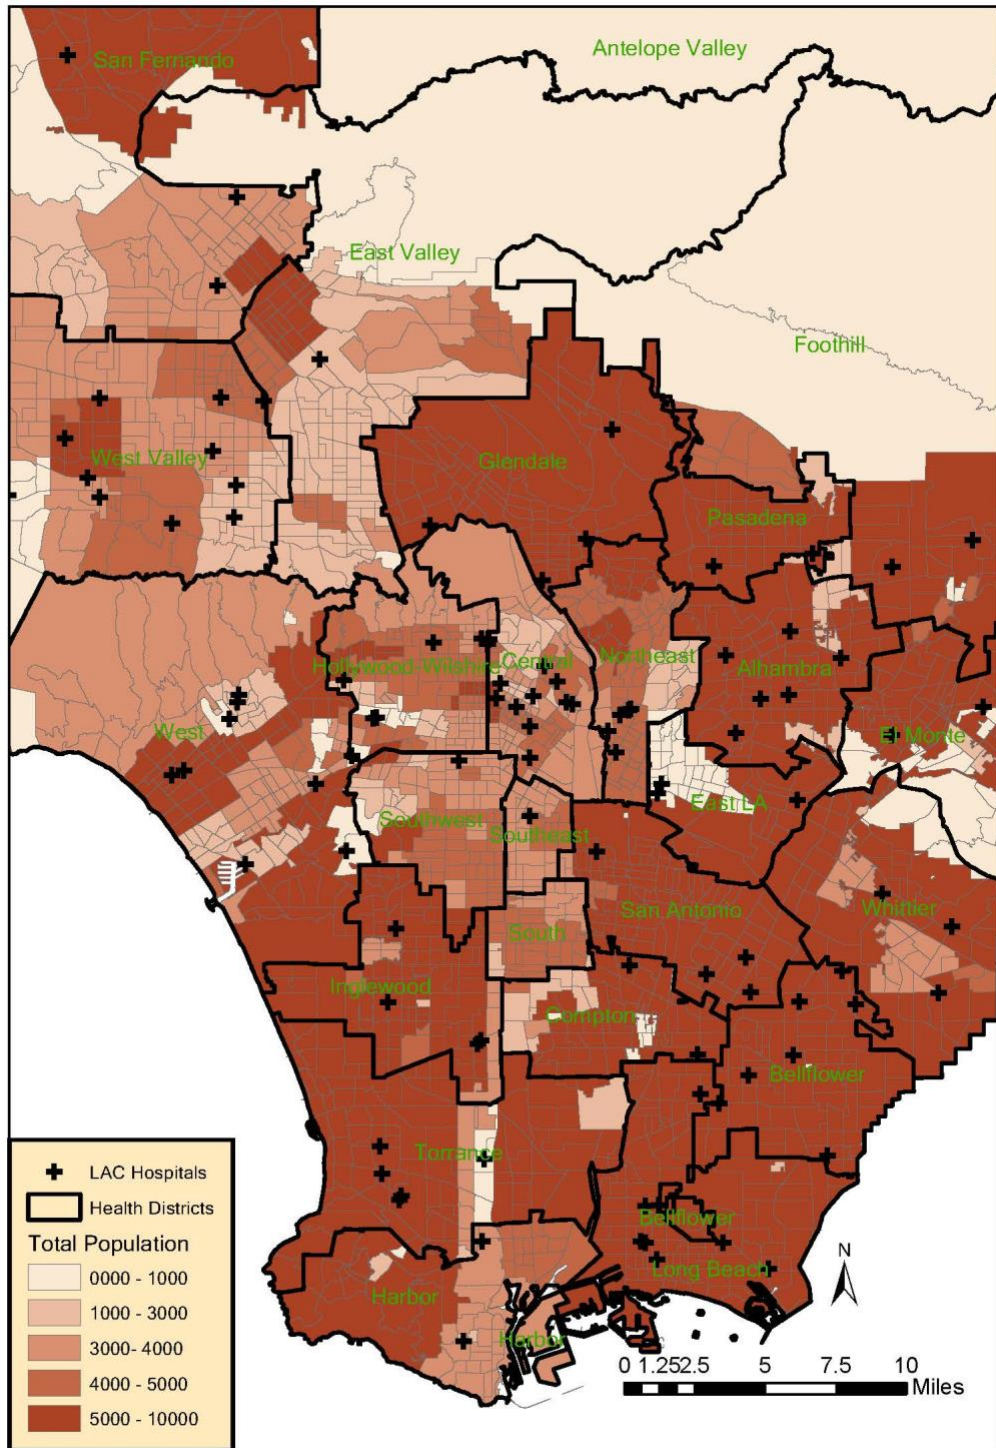 Antelope Valley
San Fernando
East Valley
Foothill
West Valley
Glendale
Pasadena
Hollywood-Wilshire
Central
Northeast
Alhambra
West
El Monte
East LA
Southwest
Southeast
San Antonio
Whittier
South
Inglewood
Compton
Bellflower
Torrance
Bellflower
Long Beach
Harbor
Harbor
LAC Hospitals
Health Districts
Total Population
0000 - 1000
1000 - 3000
3000- 4000
4000 - 5000
5000 - 10000
N
0 1.252.5 5 7.5 10
Miles